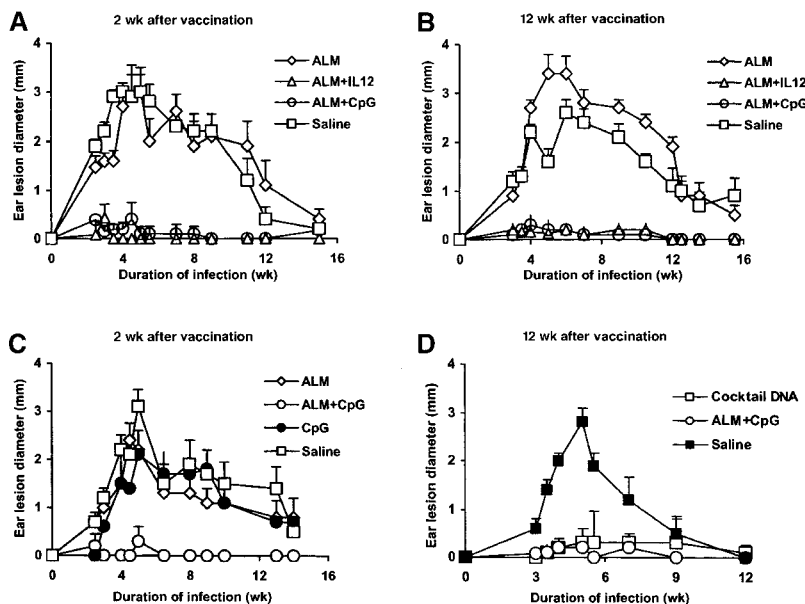 A
2 wk after vaccination
Ear lesion diameter (mm)
4
3
2
1
0
0 4 8 12 16
Duration of infection (wk)
ALM
ALM+IL12
ALM+CpG
Saline
B
12 wk after vaccination
Ear lesion diameter (mm)
4
3
2
1
0
0 4 8 12 16
Duration of infection (wk)
ALM
ALM+IL12
ALM+CpG
Saline
C
2 wk after vaccination
Ear lesion diameter (mm)
4
3
2
1
0
0 4 8 12 16
Duration of infection (wk)
ALM
ALM+CpG
CpG
Saline
D
12 wk after vaccination
Ear lesion diameter (mm)
4
3
2
1
0
0 3 6 9 12
Duration of infection (wk)
Cocktail DNA
ALM+CpG
Saline